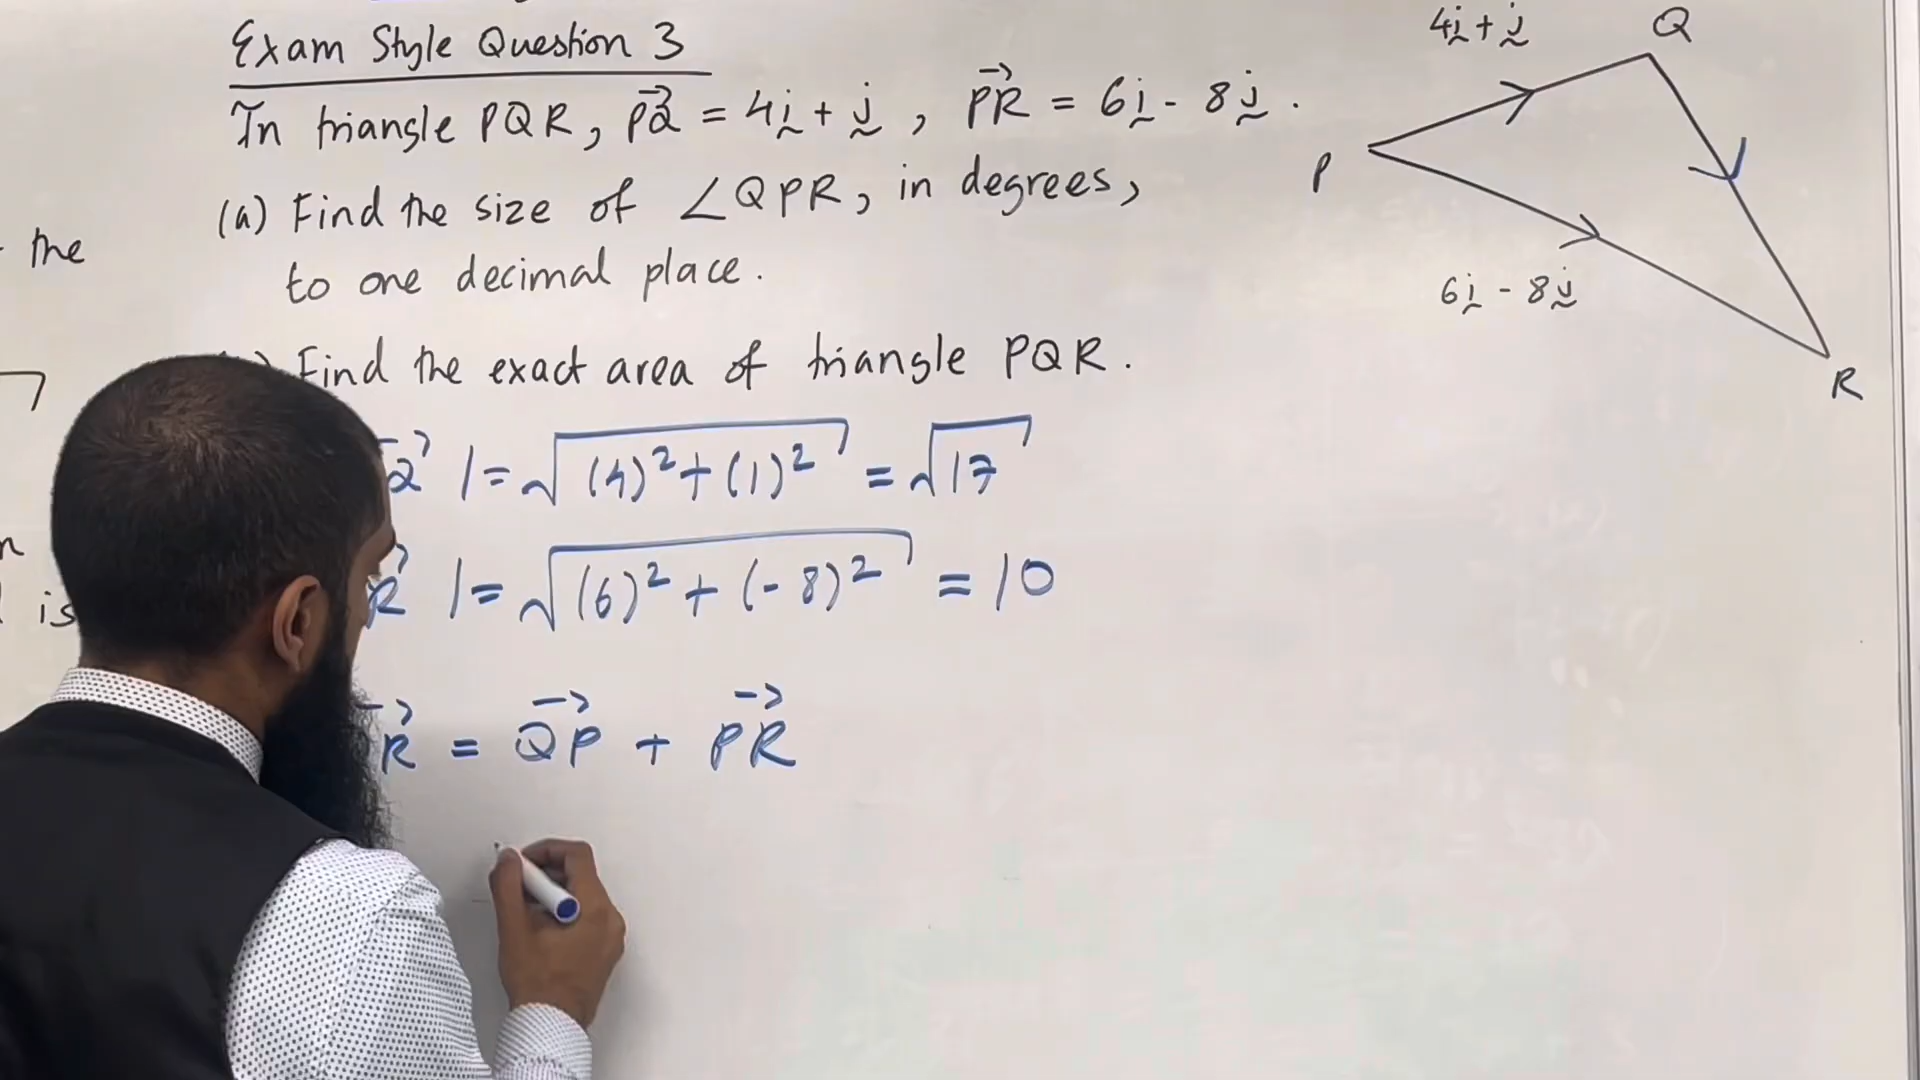 Exam Style Question 3
In triangle PQR, PQ⃗ = 4i + j , PR⃗ = 6i - 8j .
(a) Find the size of ∠QPR, in degrees,
to one decimal place.
) Find the exact area of triangle PQR.
Q⃗ | = √(4)² + (1)² = √17
R⃗ | = √(6)² + (-8)² = 10
R⃗ = QP⃗ + PR⃗
4i + j
Q
P
6i - 8j
R
the
is